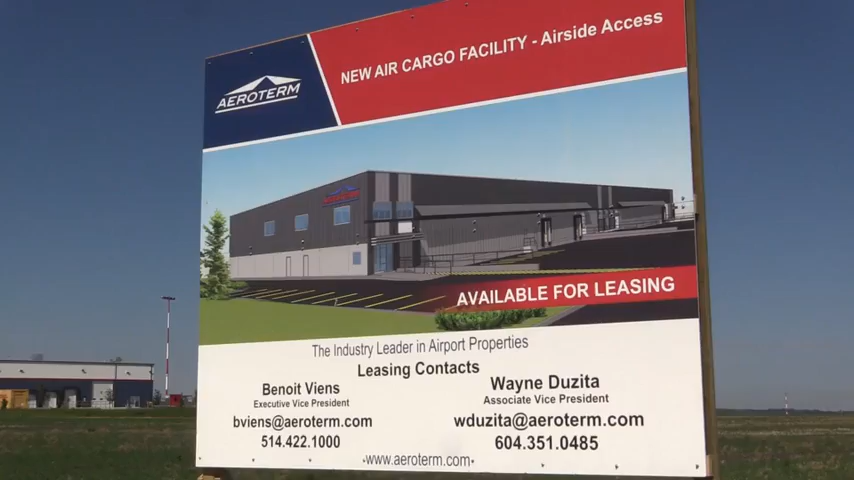 AEROTERM
NEW AIR CARGO FACILITY - Airside Access
AVAILABLE FOR LEASING
The Industry Leader in Airport Properties
Leasing Contacts
Benoit Viens
Executive Vice President
bviens@aeroterm.com
514.422.1000
Wayne Duzita
Associate Vice President
wduzita@aeroterm.com
604.351.0485
www.aeroterm.com